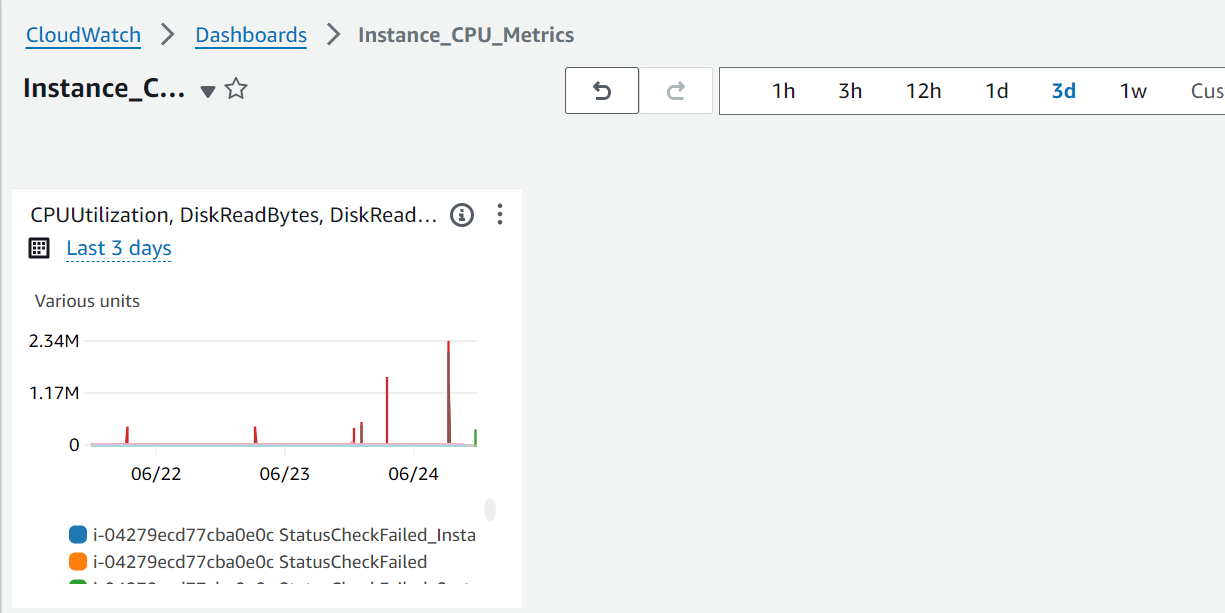 CloudWatch > Dashboards > Instance_CPU_Metrics
Instance_C...
1h 3h 12h 1d 3d 1w Cus
CPUUtilization, DiskReadBytes, DiskRead...
Last 3 days
Various units
2.34M
1.17M
0
06/22 06/23 06/24
i-04279ecd77cba0e0c StatusCheckFailed_Insta
i-04279ecd77cba0e0c StatusCheckFailed